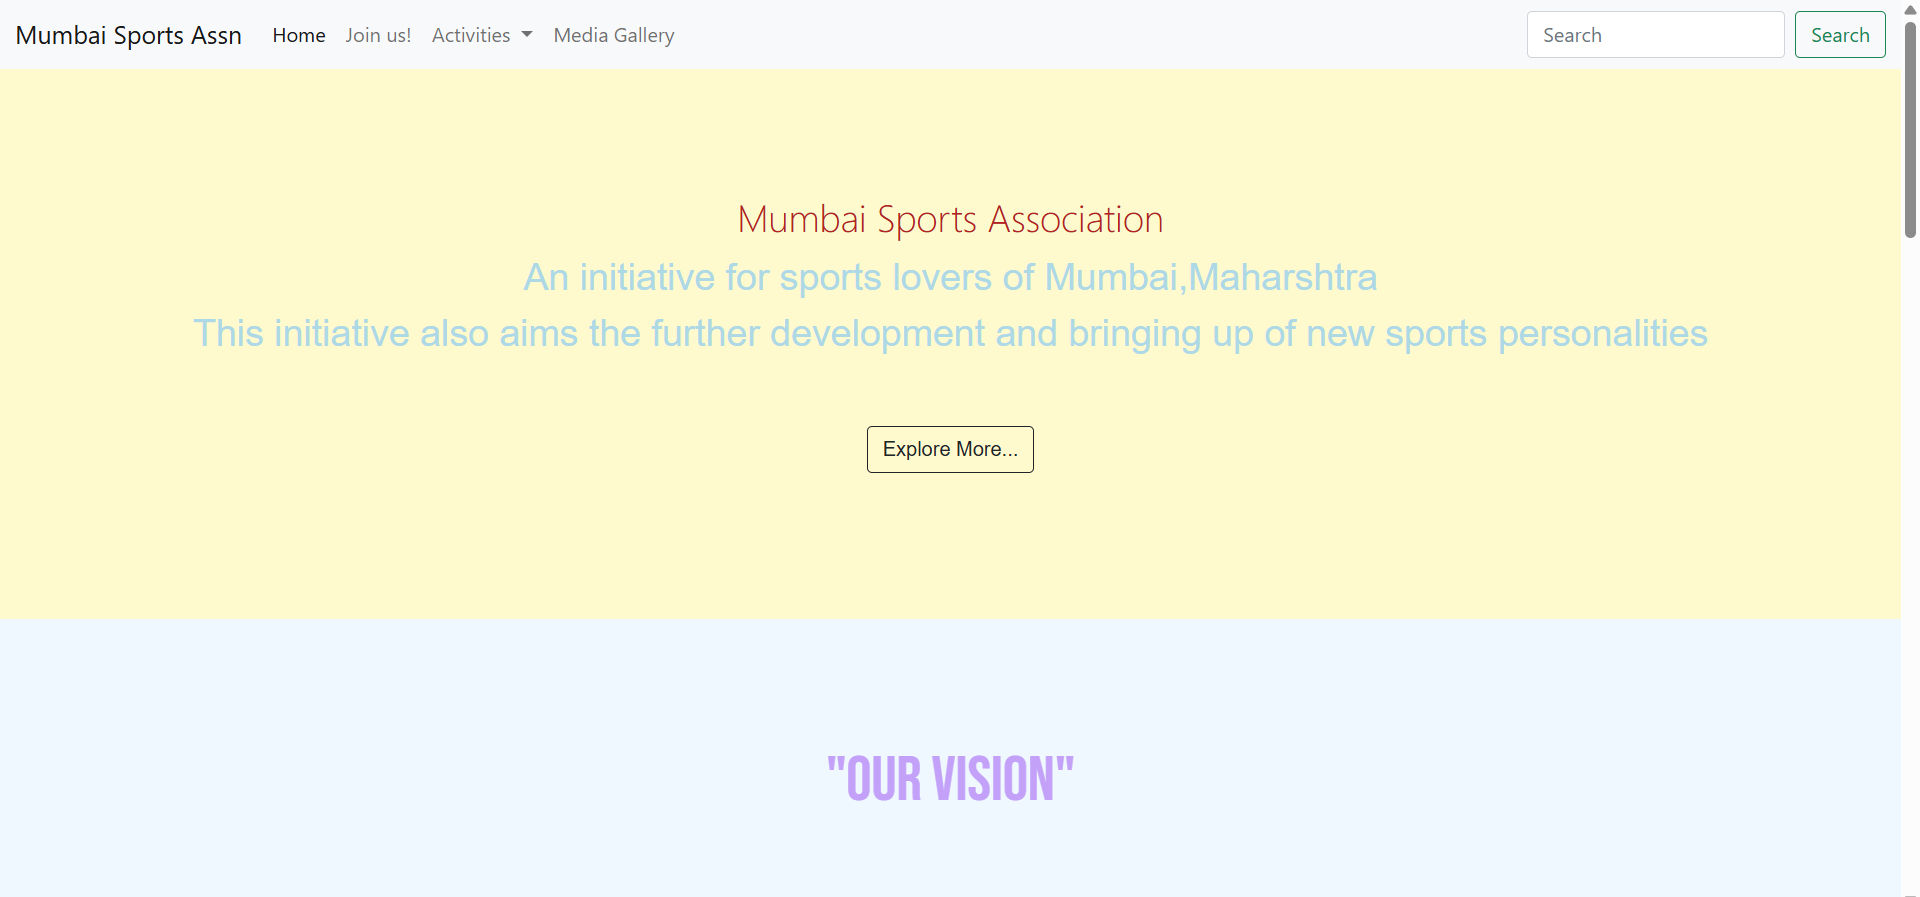 Mumbai Sports Assn Home Join us! Activities Media Gallery Search Search
Mumbai Sports Association
An initiative for sports lovers of Mumbai,Maharshtra
This initiative also aims the further development and bringing up of new sports personalities
Explore More...
"OUR VISION"